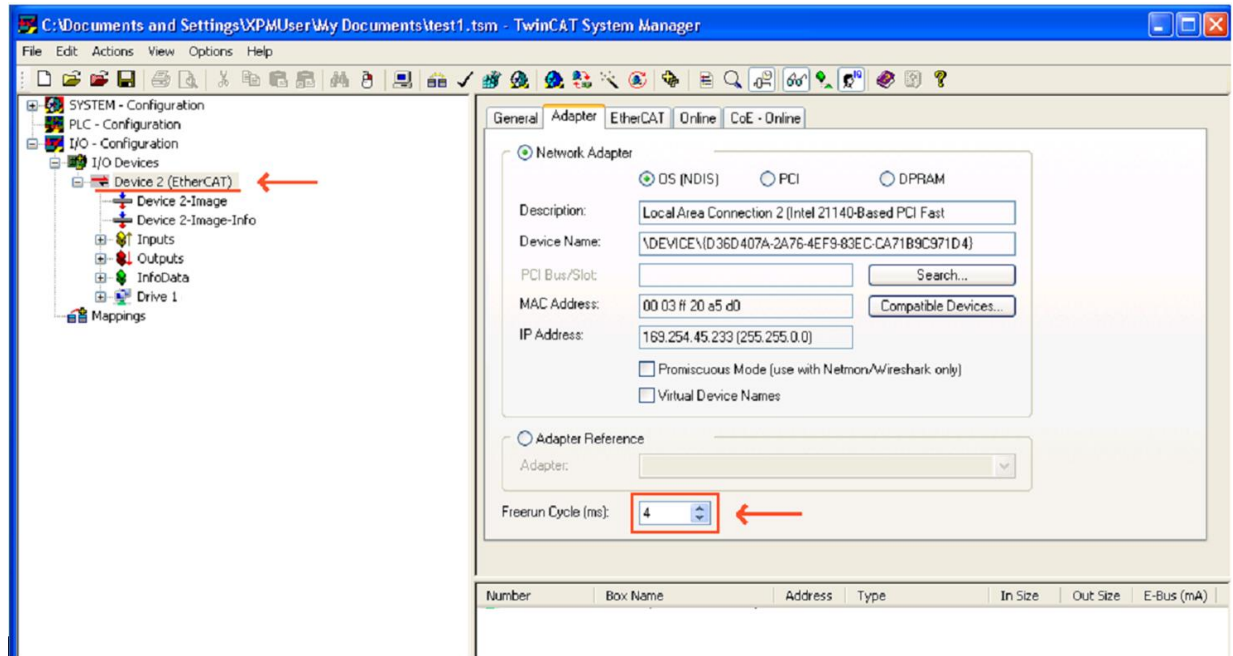 C:\Documents and Settings\XPMUser\My Documents\test1.tsm - TwinCAT System Manager
File Edit Actions View Options Help
SYSTEM - Configuration
PLC - Configuration
I/O - Configuration
I/O Devices
Device 2 (EtherCAT)
Device 2-Image
Device 2-Image-Info
Inputs
Outputs
InfoData
Drive 1
Mappings
General Adapter EtherCAT Online CoE - Online
Network Adapter
OS (NDIS) PCI DPRAM
Description: Local Area Connection 2 (Intel 21140-Based PCI Fast
Device Name: \DEVICE\{D36D407A-2A76-4EF9-83EC-CA71B9C971D4}
PCI Bus/Slot: Search...
MAC Address: 00 03 ff 20 a5 d0 Compatible Devices...
IP Address: 169.254.45.233 (255.255.0.0)
Promiscuous Mode (use with Netmon/Wireshark only)
Virtual Device Names
Adapter Reference
Adapter:
Freerun Cycle (ms): 4
Number Box Name Address Type In Size Out Size E-Bus (mA)